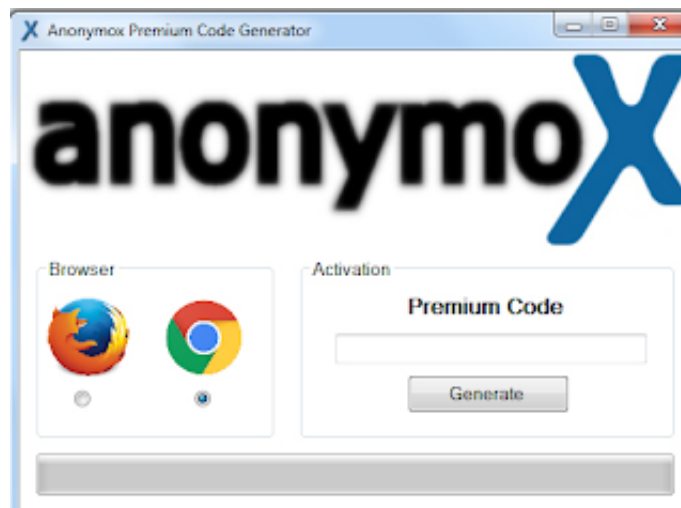 Anonymox Premium Code Generator
anonymoX
Browser
Activation
Premium Code
Generate